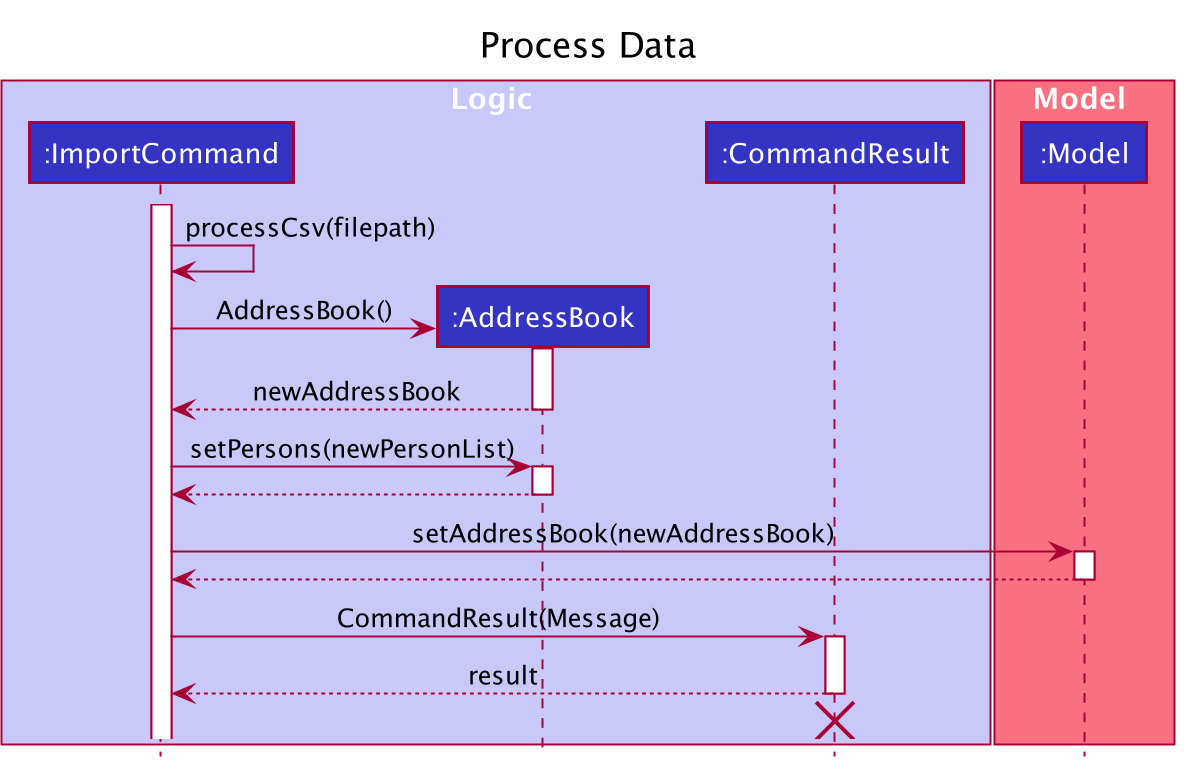 Process Data
Logic
Model
:ImportCommand
:CommandResult
:Model
processCsv(filepath)
AddressBook()
:AddressBook
newAddressBook
setPersons(newPersonList)
setAddressBook(newAddressBook)
CommandResult(Message)
result